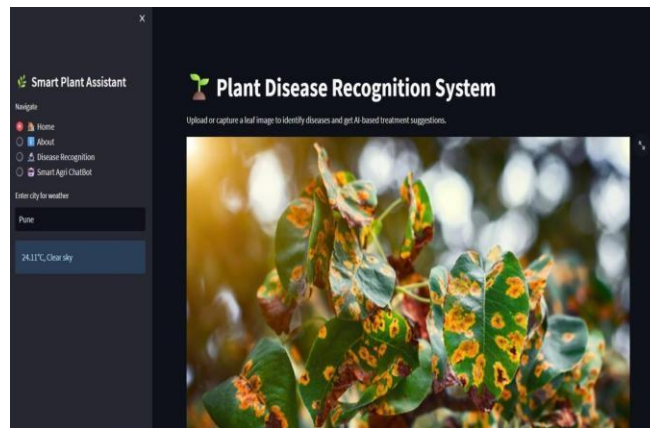 x
Smart Plant Assistant
Navigate
Home
About
Disease Recognition
Smart Agri ChatBot
Enter city for weather
Pune
24.11°C, Clear sky
Plant Disease Recognition System
Upload or capture a leaf image to identify diseases and get AI-based treatment suggestions.